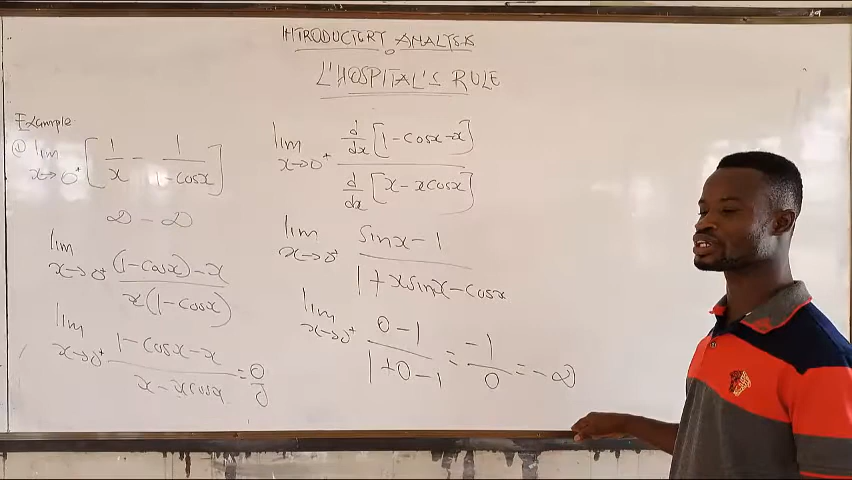 INTRODUCTORY ANALYSIS
L'HOSPITAL'S RULE
Example
① lim x→0⁺ [ 1/x − 1/(1−cosx) ]
∞ − ∞
lim x→0⁺ ((1−cosx)−x) / (x(1−cosx))
lim x→0⁺ (1−cosx−x) / (x−xcosx) = 0/0
lim x→0⁺ (d/dx [1−cosx−x]) / (d/dx [x−xcosx])
lim x→0⁺ (sinx−1) / (1+xsinx−cosx)
lim x→0⁺ (0−1) / (1+0−1) = −1/0 = −∞